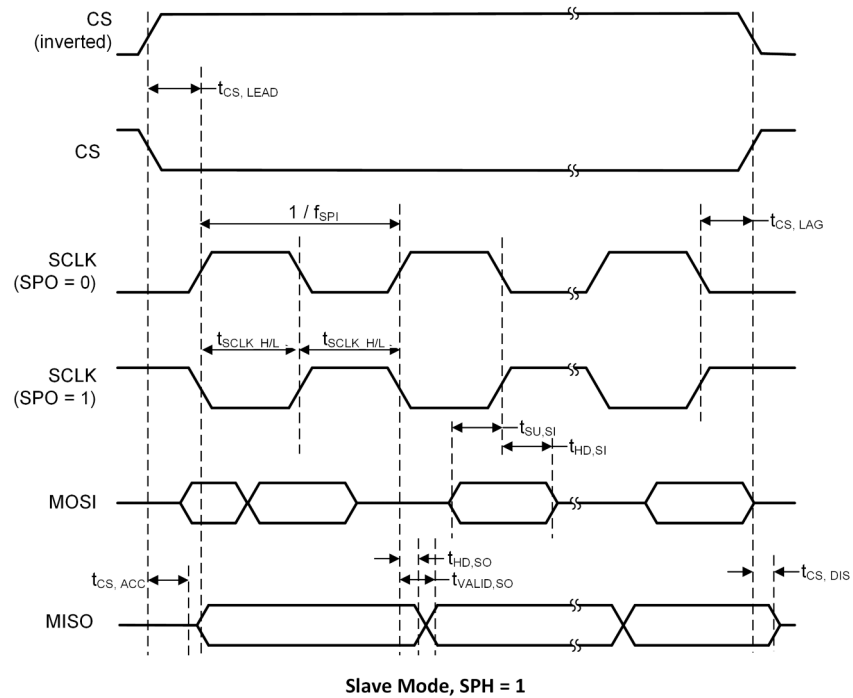 CS
(inverted)
tCS, LEAD
CS
1 / fSPI
tCS, LAG
SCLK
(SPO = 0)
tSCLK_H/L
tSCLK_H/L
SCLK
(SPO = 1)
tSU,SI
tHD,SI
MOSI
tHD,SO
tCS, ACC
tVALID,SO
tCS, DIS
MISO
Slave Mode, SPH = 1